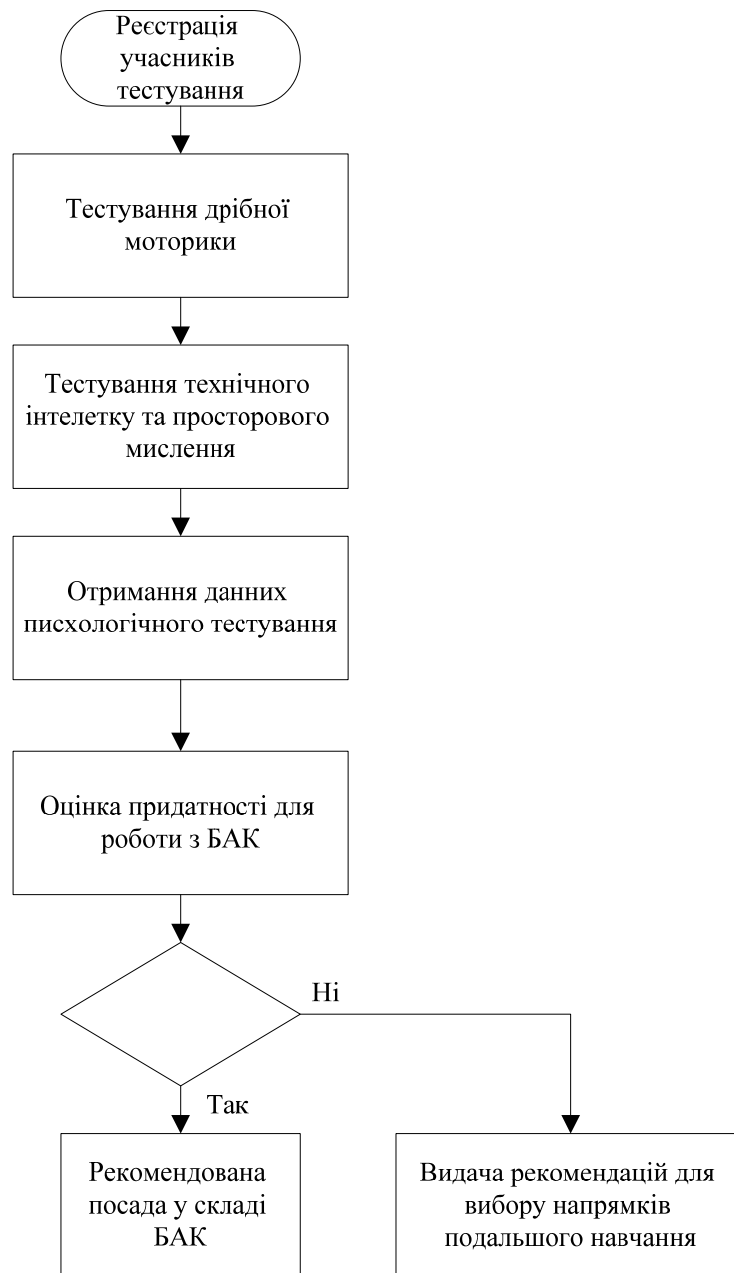 Реєстрація
учасників
тестування
Тестування дрібної
моторики
Тестування технічного
інтелетку та просторового
мислення
Отримання данних
писхологічного тестування
Оцінка придатності для
роботи з БАК
Ні
Так
Рекомендована
посада у складі
БАК
Видача рекомендацій для
вибору напрямків
подальшого навчання